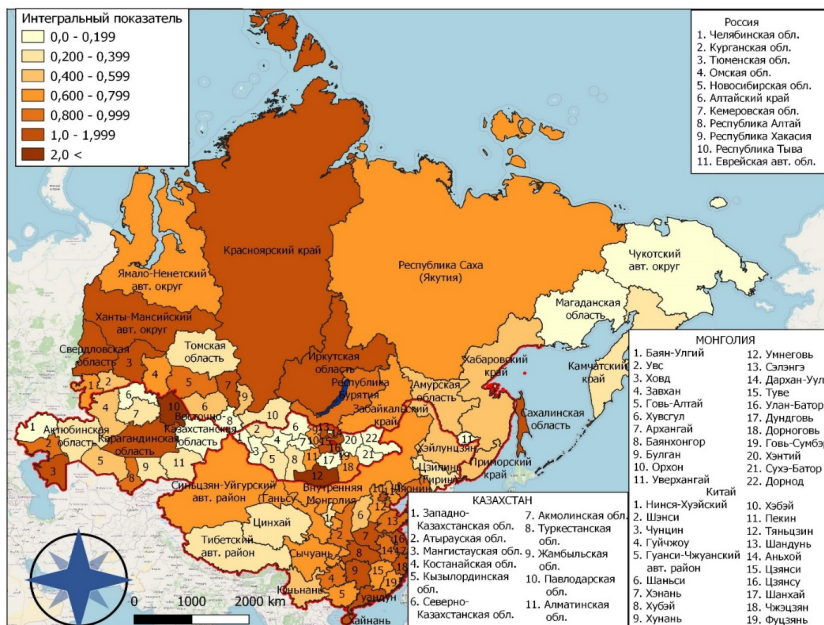 Интегральный показатель
0,0 - 0,199
0,200 - 0,399
0,400 - 0,599
0,600 - 0,799
0,800 - 0,999
1,0 - 1,999
2,0 <
Россия
1. Челябинская обл.
2. Курганская обл.
3. Тюменская обл.
4. Омская обл.
5. Новосибирская обл.
6. Алтайский край
7. Кемеровская обл.
8. Республика Алтай
9. Республика Хакасия
10. Республика Тыва
11. Еврейская авт. обл.
Красноярский край
Ямало-Ненетский
авт. округ
Республика Саха
(Якутия)
Чукотский
авт. округ
Магаданская
область
Ханты-Мансийский
авт. округ
Свердловская
область
Томская
область
Иркутская
область
Республика
Бурятия
Забайкальский
край
Амурская
область
Хабаровский
край
Камчатский
край
Сахалинская
область
Приморский
край
Актюбинская
область
Карагандинская
область
Восточно-
Казахстанская
область
Хэйлунцзян
Цзилинь
(Гирин)
Ляонин
Синьцзян-Уйгурский
авт. район
Ганьсу
Внутренняя
Монголия
Цинхай
Тибетский
авт. район
Сычуань
Юньнань
Гуандун
Хайнань
МОНГОЛИЯ
1. Баян-Улгий
2. Увс
3. Ховд
4. Завхан
5. Говь-Алтай
6. Хувсгул
7. Архангай
8. Баянхонгор
9. Булган
10. Орхон
11. Уверхангай
12. Умнеговь
13. Сэлэнгэ
14. Дархан-Уул
15. Туве
16. Улан-Батор
17. Дундговь
18. Дорноговь
19. Говь-Сумбэр
20. Хэнтий
21. Сухэ-Батор
22. Дорнод
Китай
1. Нинся-Хуэйский
2. Шэнси
3. Чунцин
4. Гуйчжоу
5. Гуанси-Чжуанский
авт. район
6. Шаньси
7. Хэнань
8. Хубэй
9. Хунань
10. Хэбэй
11. Пекин
12. Тяньцзин
13. Шандунь
14. Аньхой
15. Цзянси
16. Цзянсу
17. Шанхай
18. Чжэцзян
19. Фуцзянь
КАЗАХСТАН
1. Западно-
Казахстанская обл.
2. Атырауская обл.
3. Мангистауская обл.
4. Костанайская обл.
5. Кызылординская обл.
6. Северно-
Казахстанская обл.
7. Акмолинская обл.
8. Туркестанская
обл.
9. Жамбыльская
обл.
10. Павлодарская
обл.
11. Алматинская
обл.
0
1000
2000 km